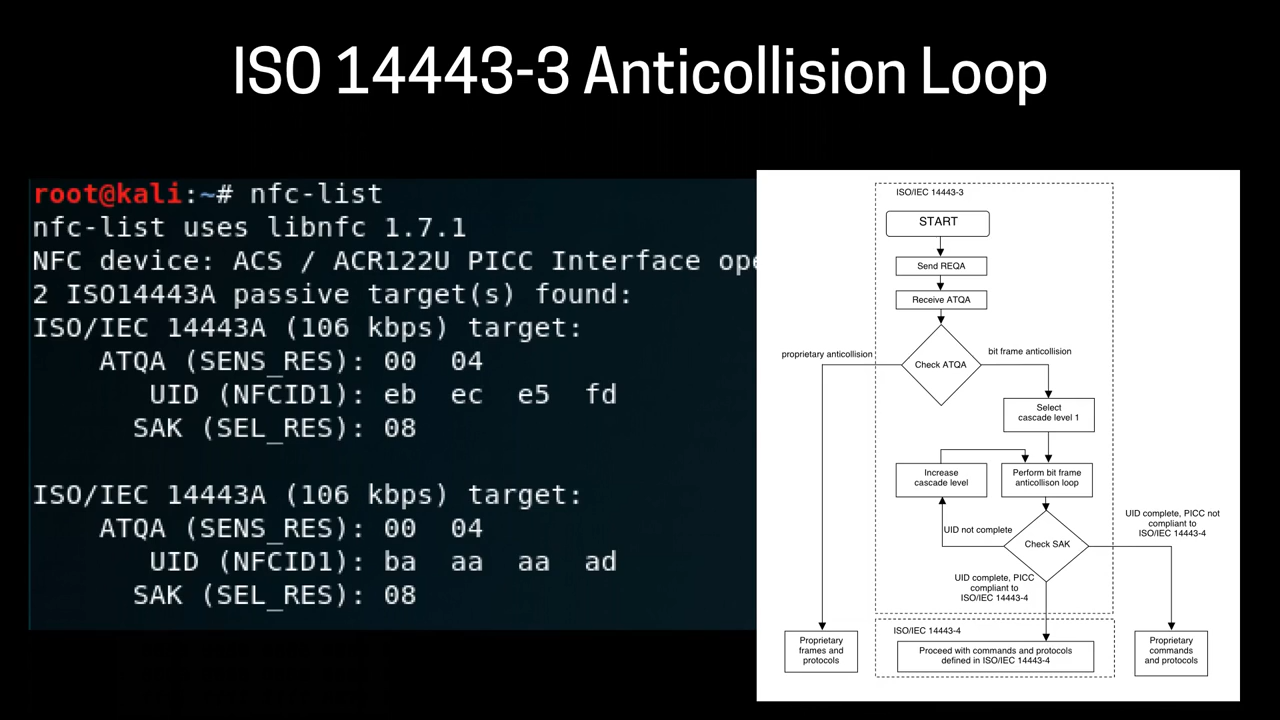 ISO 14443-3 Anticollision Loop
root@kali:~# nfc-list
nfc-list uses libnfc 1.7.1
NFC device: ACS / ACR122U PICC Interface ope
2 ISO14443A passive target(s) found:
ISO/IEC 14443A (106 kbps) target:
ATQA (SENS_RES): 00 04
UID (NFCID1): eb ec e5 fd
SAK (SEL_RES): 08
ISO/IEC 14443A (106 kbps) target:
ATQA (SENS_RES): 00 04
UID (NFCID1): ba aa aa ad
SAK (SEL_RES): 08
ISO/IEC 14443-3
START
Send REQA
Receive ATQA
proprietary anticollision
Check ATQA
bit frame anticollision
Select
cascade level 1
Increase
cascade level
Perform bit frame
anticollison loop
UID not complete
Check SAK
UID complete, PICC not
compliant to
ISO/IEC 14443-4
UID complete, PICC
compliant to
ISO/IEC 14443-4
ISO/IEC 14443-4
Proprietary
frames and
protocols
Proceed with commands and protocols
defined in ISO/IEC 14443-4
Proprietary
commands
and protocols